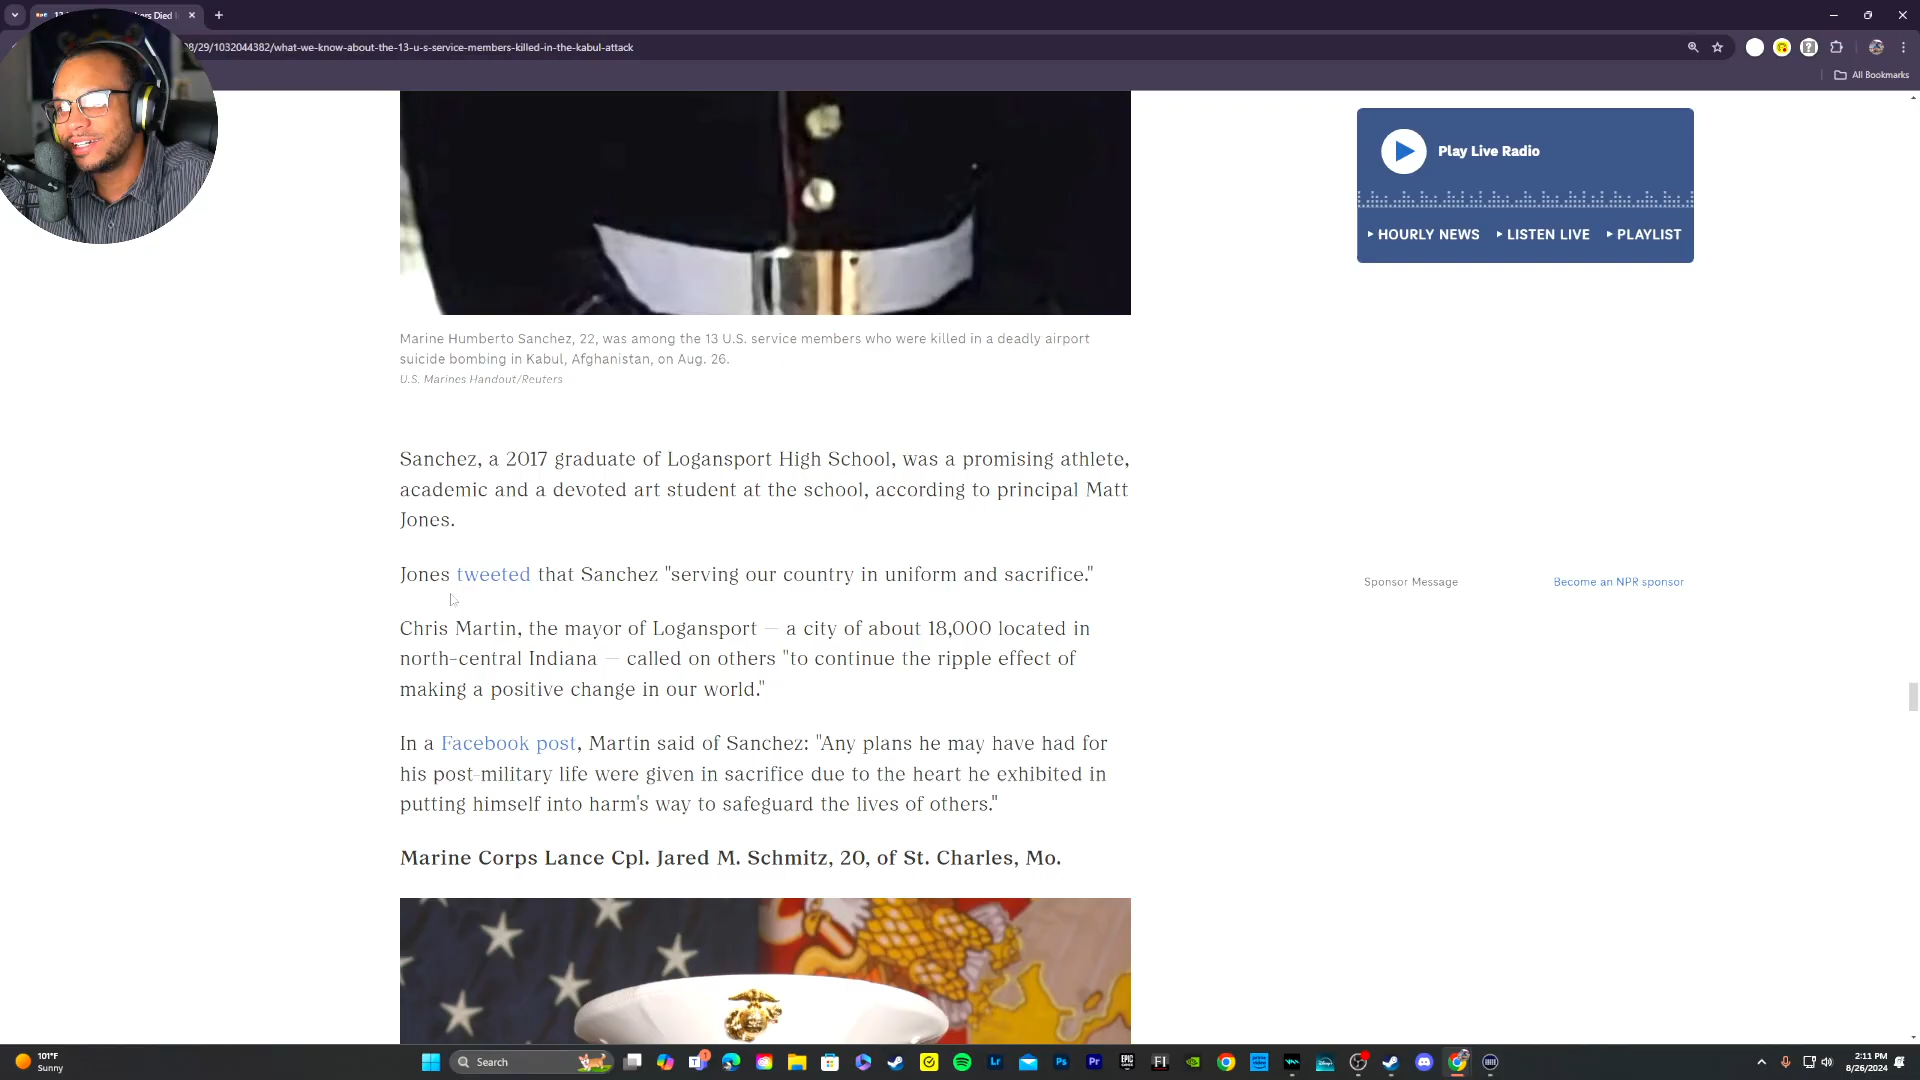 kers Died
08/29/1032044382/what-we-know-about-the-13-u-s-service-members-killed-in-the-kabul-attack
All Bookmarks
Play Live Radio
HOURLY NEWS
LISTEN LIVE
PLAYLIST
Marine Humberto Sanchez, 22, was among the 13 U.S. service members who were killed in a deadly airport
suicide bombing in Kabul, Afghanistan, on Aug. 26.
U.S. Marines Handout/Reuters
Sanchez, a 2017 graduate of Logansport High School, was a promising athlete,
academic and a devoted art student at the school, according to principal Matt
Jones.
Jones tweeted that Sanchez "serving our country in uniform and sacrifice."
Sponsor Message
Become an NPR sponsor
Chris Martin, the mayor of Logansport — a city of about 18,000 located in
north-central Indiana — called on others "to continue the ripple effect of
making a positive change in our world."
In a Facebook post, Martin said of Sanchez: "Any plans he may have had for
his post-military life were given in sacrifice due to the heart he exhibited in
putting himself into harm's way to safeguard the lives of others."
Marine Corps Lance Cpl. Jared M. Schmitz, 20, of St. Charles, Mo.
101°F
Sunny
Search
Lr
Ps
Pr
EPIC
GAMES
2:11 PM
8/26/2024